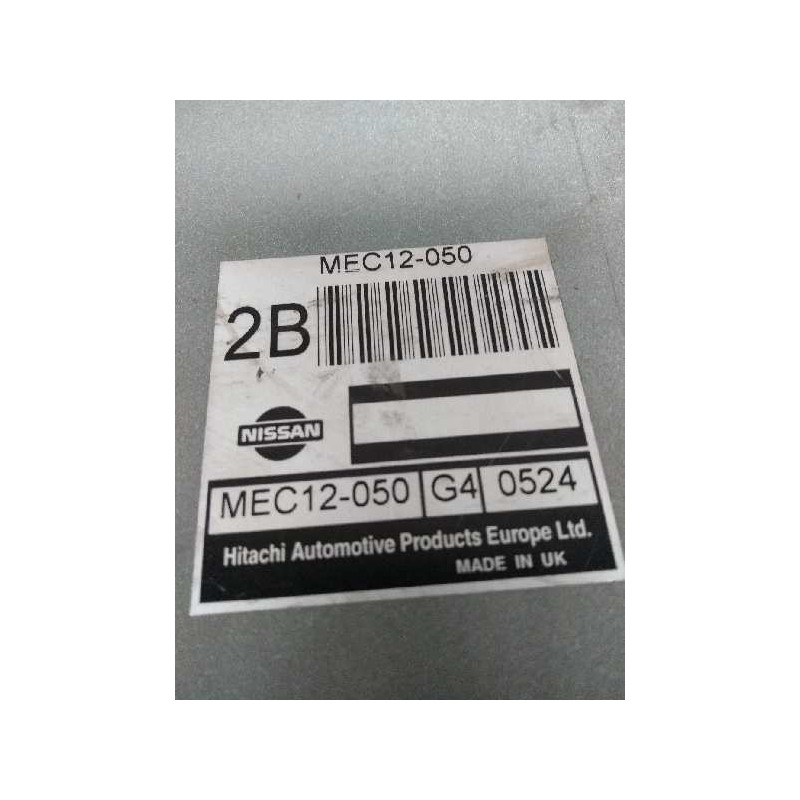 MEC12-050
2B
NISSAN
MEC12-050 G4 0524
Hitachi Automotive Products Europe Ltd.
MADE IN UK